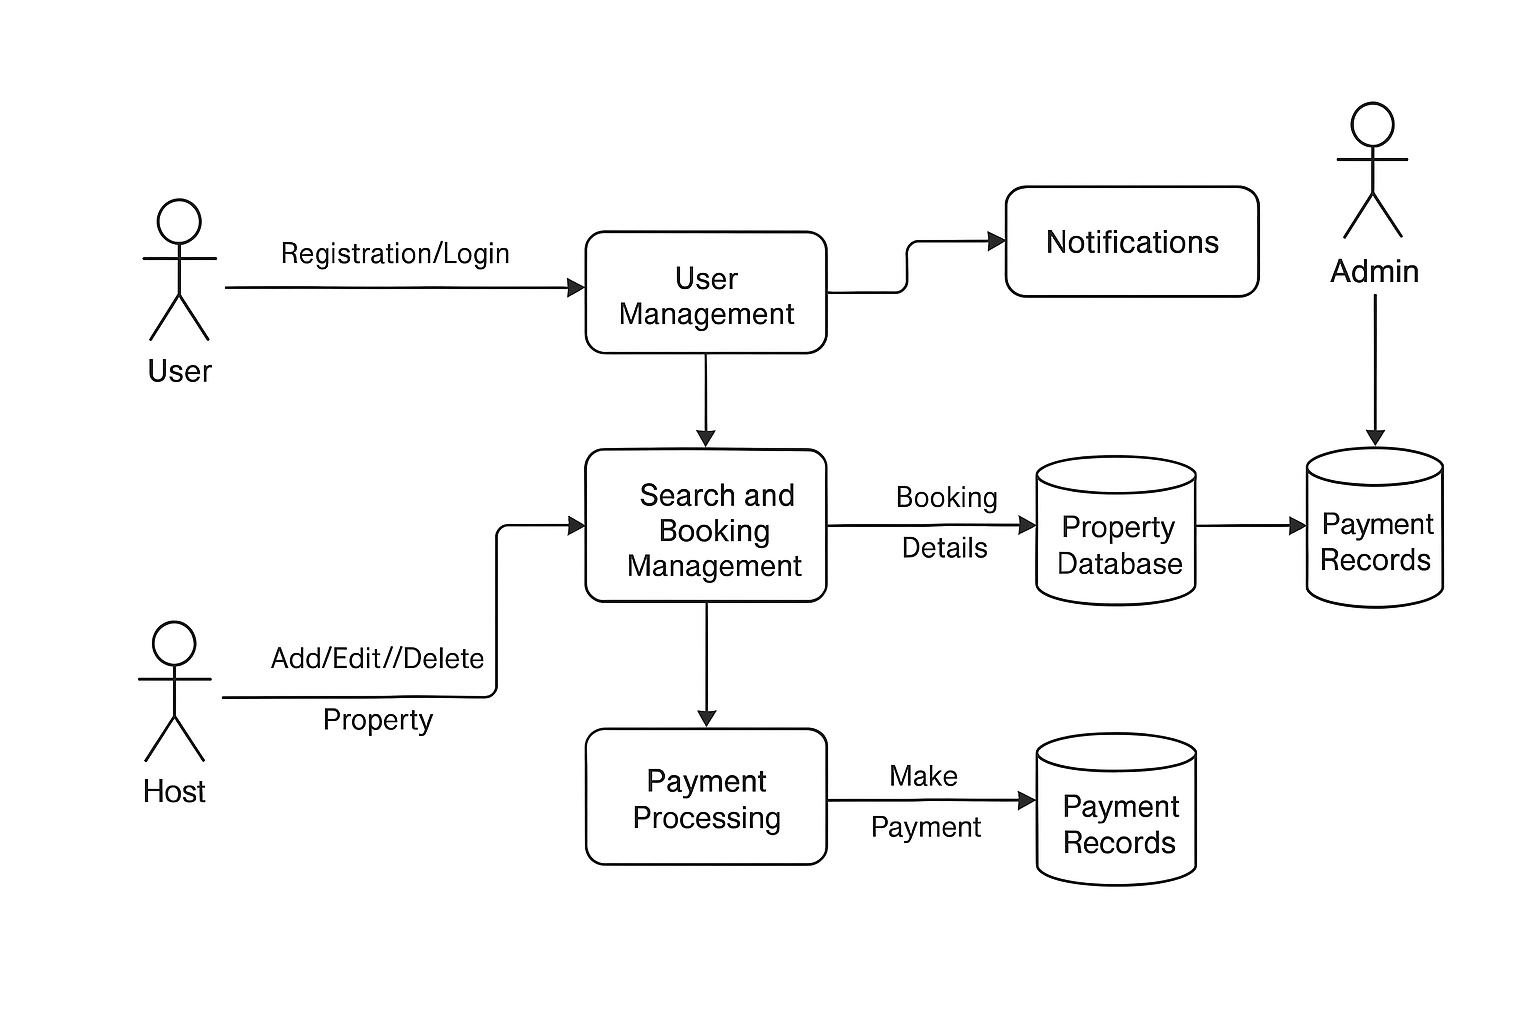 Registration/Login
User
Management
Notifications
Admin
User
Search and
Booking
Management
Booking
Details
Property
Database
Payment
Records
Add/Edit//Delete
Property
Host
Payment
Processing
Make
Payment
Payment
Records